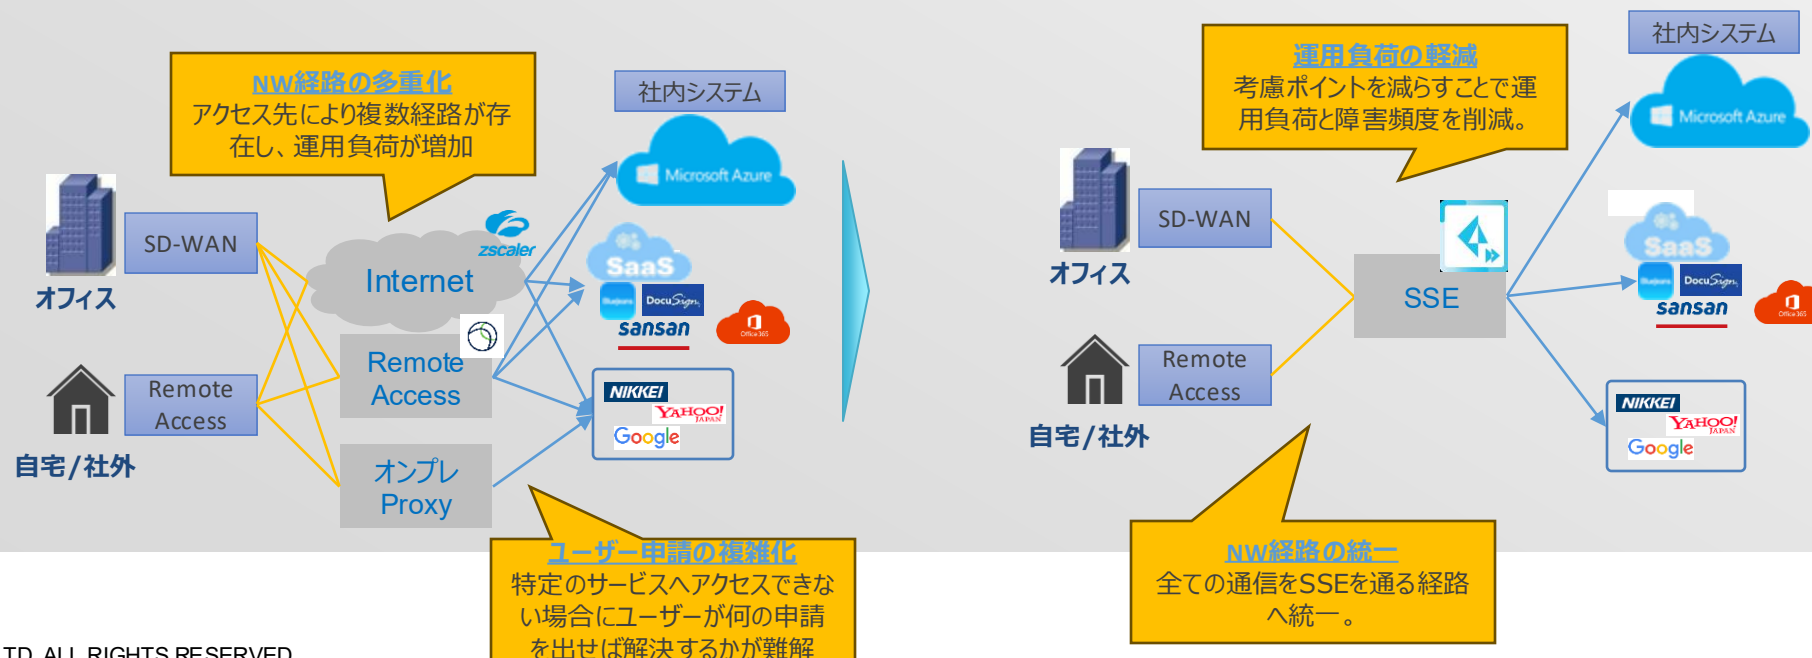 NW経路の多重化
アクセス先により複数経路が存
在し、運用負荷が増加
社内システム
Microsoft Azure
オフィス
SD-WAN
Internet
zscaler
SaaS
Bluejeans
DocuSign
sansan
Office 365
自宅/社外
Remote
Access
Remote
Access
オンプレ
Proxy
NIKKEI
YAHOO!
JAPAN
Google
ユーザー申請の複雑化
特定のサービスへアクセスできな
い場合にユーザーが何の申請
を出せば解決するかが難解
運用負荷の軽減
考慮ポイントを減らすことで運
用負荷と障害頻度を削減。
社内システム
Microsoft Azure
オフィス
SD-WAN
SSE
SaaS
Bluejeans
DocuSign
sansan
Office 365
自宅/社外
Remote
Access
NIKKEI
YAHOO!
JAPAN
Google
NW経路の統一
全ての通信をSSEを通る経路
へ統一。
TD. ALL RIGHTS RESERVED